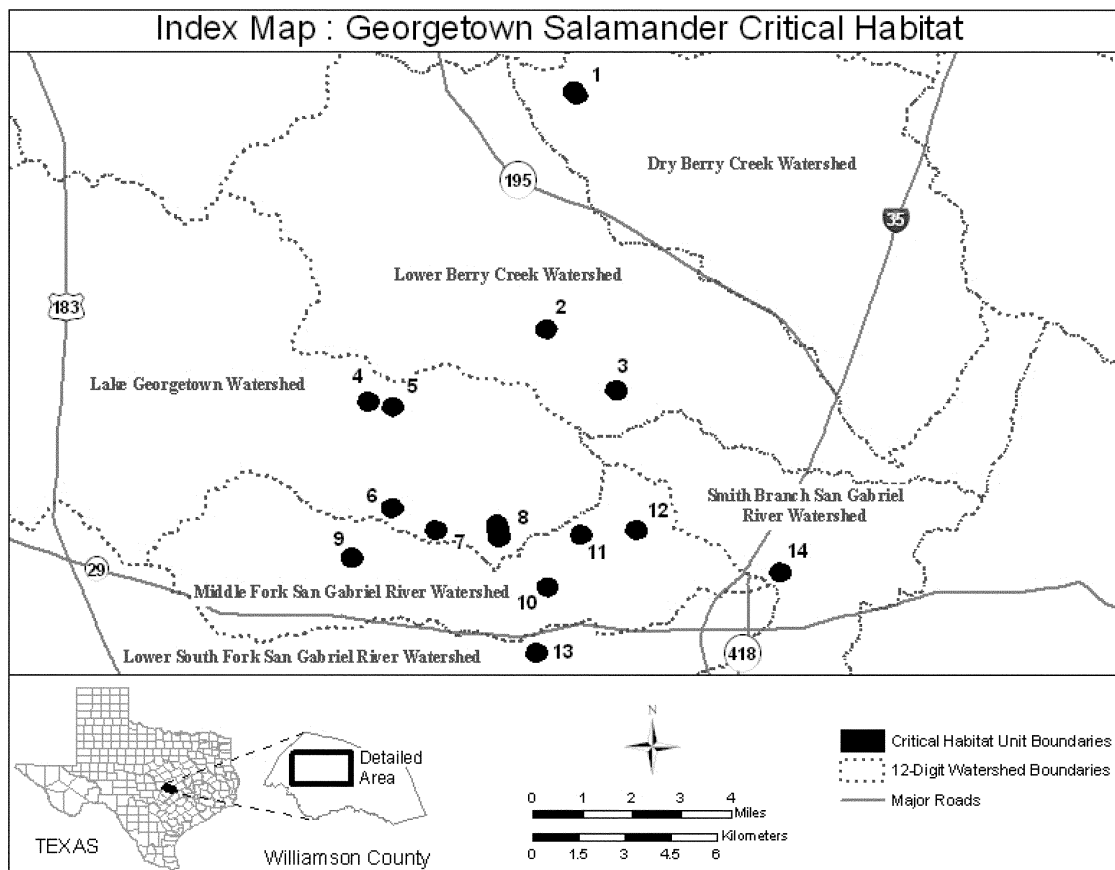 Index Map : Georgetown Salamander Critical Habitat
1
Dry Berry Creek Watershed
195
35
Lower Berry Creek Watershed
183
2
3
Lake Georgetown Watershed
4
5
Smith Branch San Gabriel
River Watershed
6
8
12
7
11
9
14
29
Middle Fork San Gabriel River Watershed
10
Lower South Fork San Gabriel River Watershed
13
418
TEXAS
Detailed
Area
Williamson County
N
0 1 2 3 4
Miles
Kilometers
0 1.5 3 4.5 6
Critical Habitat Unit Boundaries
12-Digit Watershed Boundaries
Major Roads